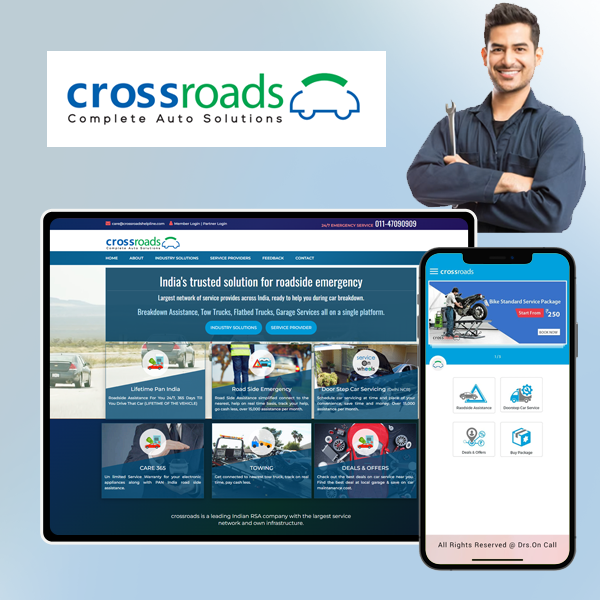 crossroads
Complete Auto Solutions
care@crossroadshelpline.com Member Login | Partner Login
24/7 EMERGENCY SERVICE 011-47090909
crossroads
Complete Auto Solutions
HOME ABOUT INDUSTRY SOLUTIONS SERVICE PROVIDERS FEEDBACK CONTACT
India's trusted solution for roadside emergency
Largest network of service provides across India, ready to help you during car breakdown.
Breakdown Assistance, Tow Trucks, Flatbed Trucks, Garage Services all on a single platform.
INDUSTRY SOLUTIONS SERVICE PROVIDER
Lifetime Pan India
Roadside Assistance For You 24/7, 365 Days Till
You Drive That Car (LIFETIME OF THE VEHICLE)
Road Side Emergency
Road Side Assistance simplified connect to the
nearest, help on real time basis, track your help,
go cash less, over 15,000 assistance per month.
service
on
wheels
Door Step Car Servicing (Delhi NCR)
Schedule car servicing at time and place of your
convenience, save time and money. Over 15,000
assistance per month.
CARE 365
Un limited Service Warranty for your electronic
appliances along with PAN India road side
assistance.
TOWING
Get connected to nearest tow truck, track on real
time, pay cash less.
DEALS & OFFERS
Check out the best deals on car service near you.
Find the best deal at local garage & save on car
maintenance cost.
crossroads is a leading Indian RSA company with the largest service
network and own infrastructure.
crossroads
Bike Standard Service Package
Start From ₹250
BOOK NOW
1/3
Roadside Assistance
Doorstep Car Service
Deals & Offers
Buy Package
All Rights Reserved @ Drs.On Call